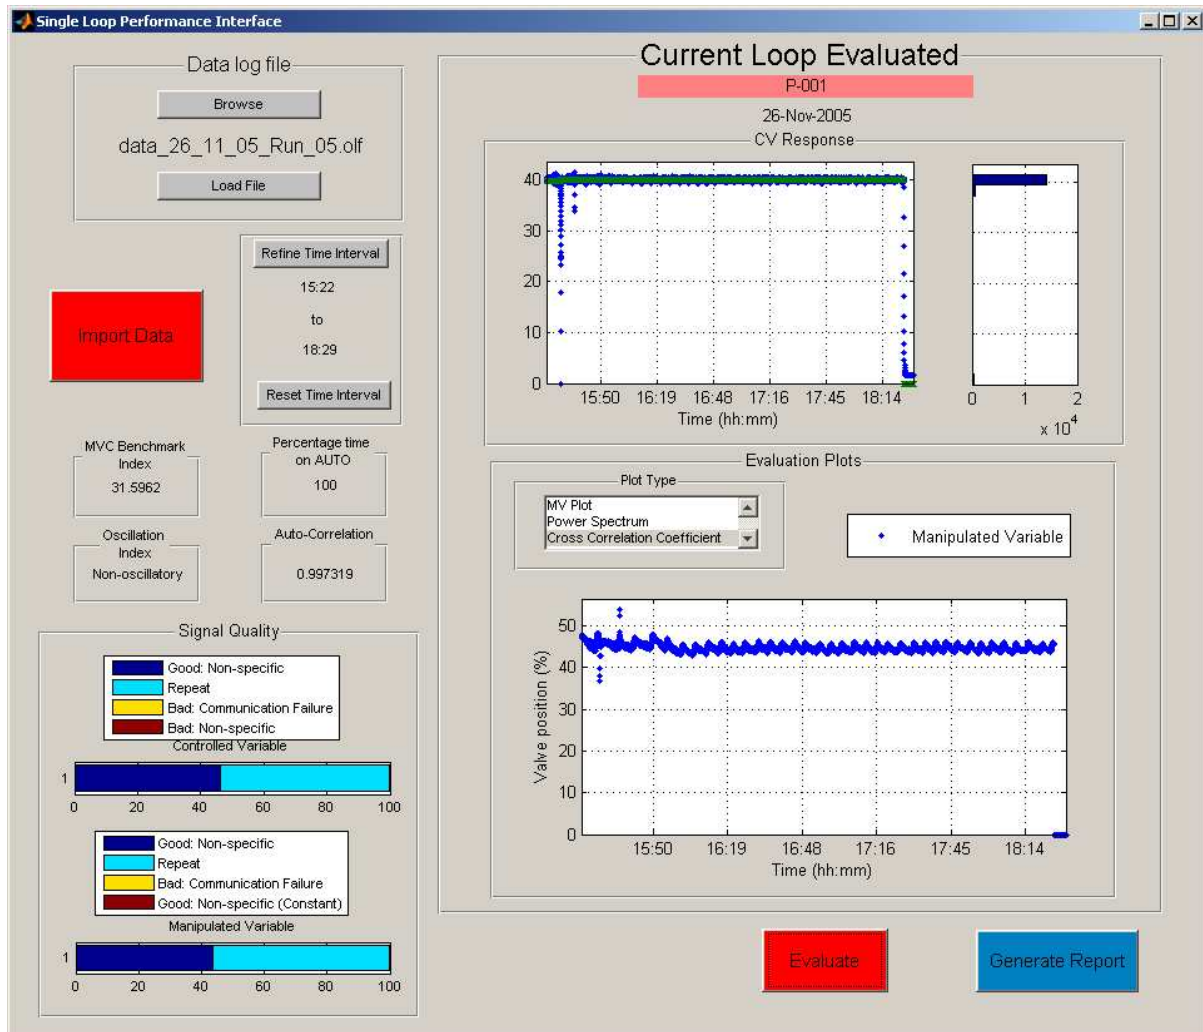 Single Loop Performance Interface
Data log file
Browse
data_26_11_05_Run_05.olf
Load File
Import Data
Refine Time Interval
15:22
to
18:29
Reset Time Interval
MVC Benchmark
Index
31.5962
Percentage time
on AUTO
100
Oscillation
Index
Non-oscillatory
Auto-Correlation
0.997319
Signal Quality
Good: Non-specific
Repeat
Bad: Communication Failure
Bad: Non-specific
Controlled Variable
1
0 20 40 60 80 100
Good: Non-specific
Repeat
Bad: Communication Failure
Good: Non-specific (Constant)
Manipulated Variable
1
0 20 40 60 80 100
Current Loop Evaluated
P-001
26-Nov-2005
CV Response
40
30
20
10
0
15:50 16:19 16:48 17:16 17:45 18:14
Time (hh:mm)
0 1 2
x 10^4
Evaluation Plots
Plot Type
MV Plot
Power Spectrum
Cross Correlation Coefficient
Manipulated Variable
Valve position (%)
50
40
30
20
10
0
15:50 16:19 16:48 17:16 17:45 18:14
Time (hh:mm)
Evaluate
Generate Report